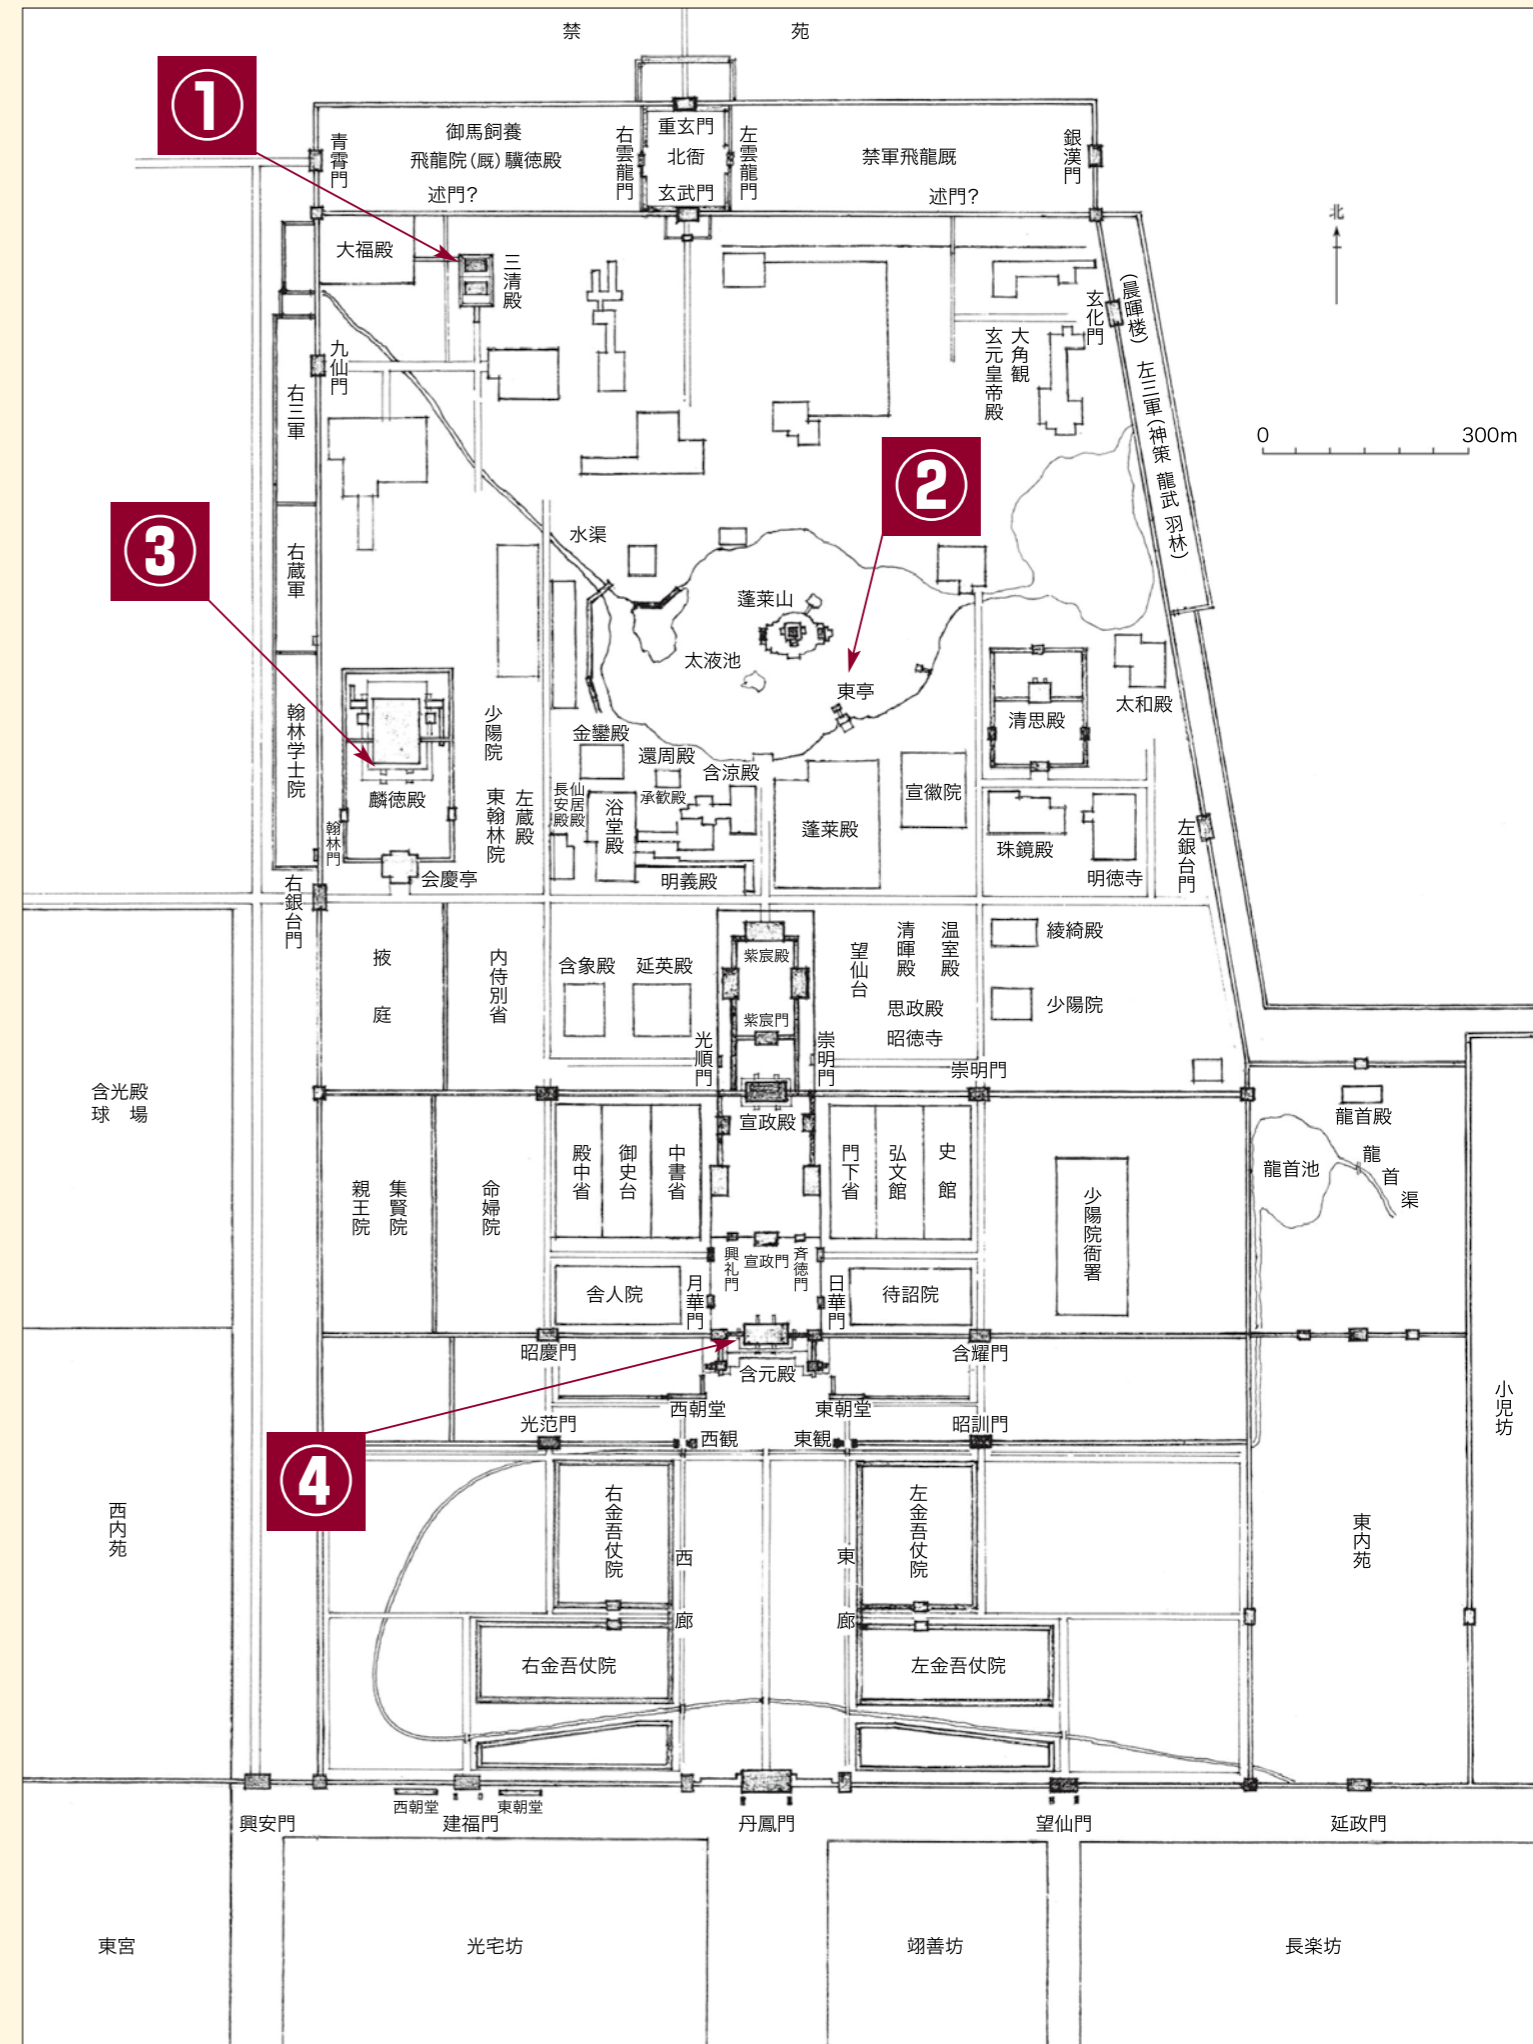 禁 苑
①
青霄門
御馬飼養
飛龍院(厩)驥徳殿
述門?
右雲龍門
重玄門
北衙
玄武門
左雲龍門
禁軍飛龍厩
述門?
銀漢門
北
大福殿
三清殿
九仙門
右三軍
玄化門
(晨暉楼)
左三軍(神策 龍武 羽林)
大角観
玄元皇帝殿
0 300m
②
③
右蔵軍
水渠
蓬莱山
太液池
東亭
翰林学士院
麟徳殿
翰林門
会慶亭
右銀台門
少陽院
東翰林院
左蔵殿
金鑾殿
還周殿
承歓殿
含涼殿
仙居殿
長安殿
浴堂殿
明義殿
蓬莱殿
宣徽院
清思殿
太和殿
珠鏡殿
明徳寺
左銀台門
掖庭
内侍別省
含象殿
延英殿
紫宸殿
紫宸門
光順門
崇明門
望仙台
清暉殿
温室殿
思政殿
昭徳寺
綾綺殿
少陽院
崇明門
含光殿
球 場
宣政殿
龍首殿
龍首池
龍首渠
親王院
集賢院
命婦院
殿中省
御史台
中書省
門下省
弘文館
史館
少陽院衙署
興礼門
宣政門
斉徳門
舎人院
月華門
日華門
待詔院
昭慶門
含元殿
含耀門
西朝堂
東朝堂
光范門
西観
東観
昭訓門
④
小児坊
西内苑
右金吾仗院
西廊
東廊
左金吾仗院
東内苑
右金吾仗院
左金吾仗院
西朝堂
東朝堂
興安門
建福門
丹鳳門
望仙門
延政門
東宮
光宅坊
翊善坊
長楽坊